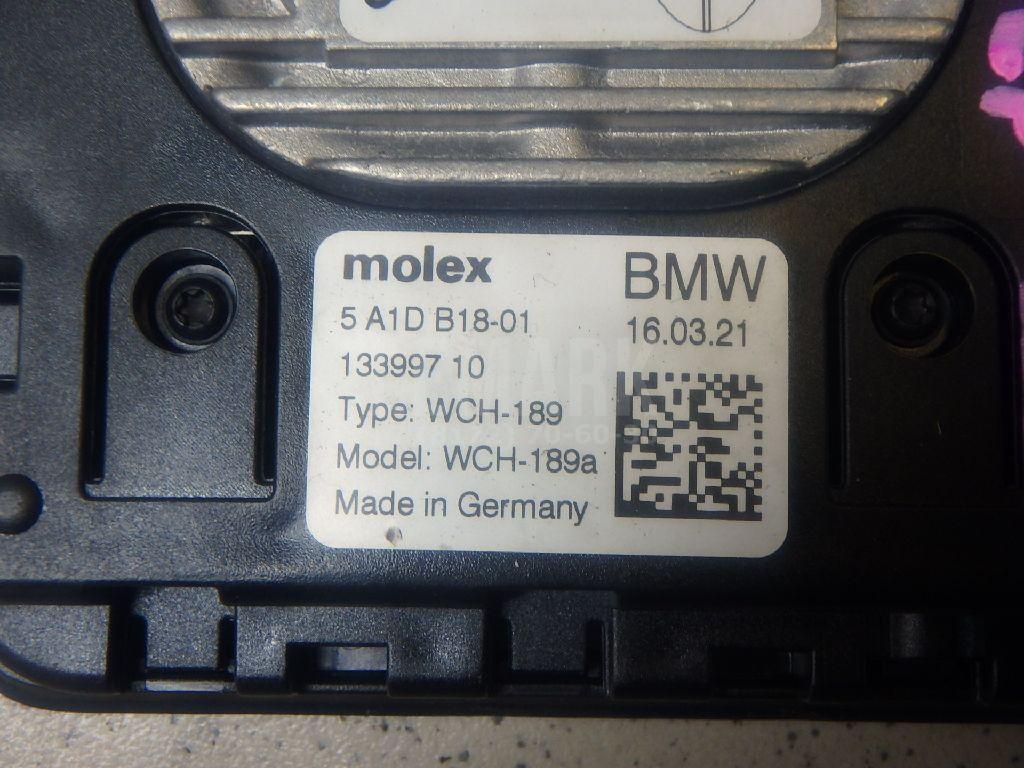 molex
BMW
5 A1D B18-01
16.03.21
133997 10
Type: WCH-189
Model: WCH-189a
Made in Germany